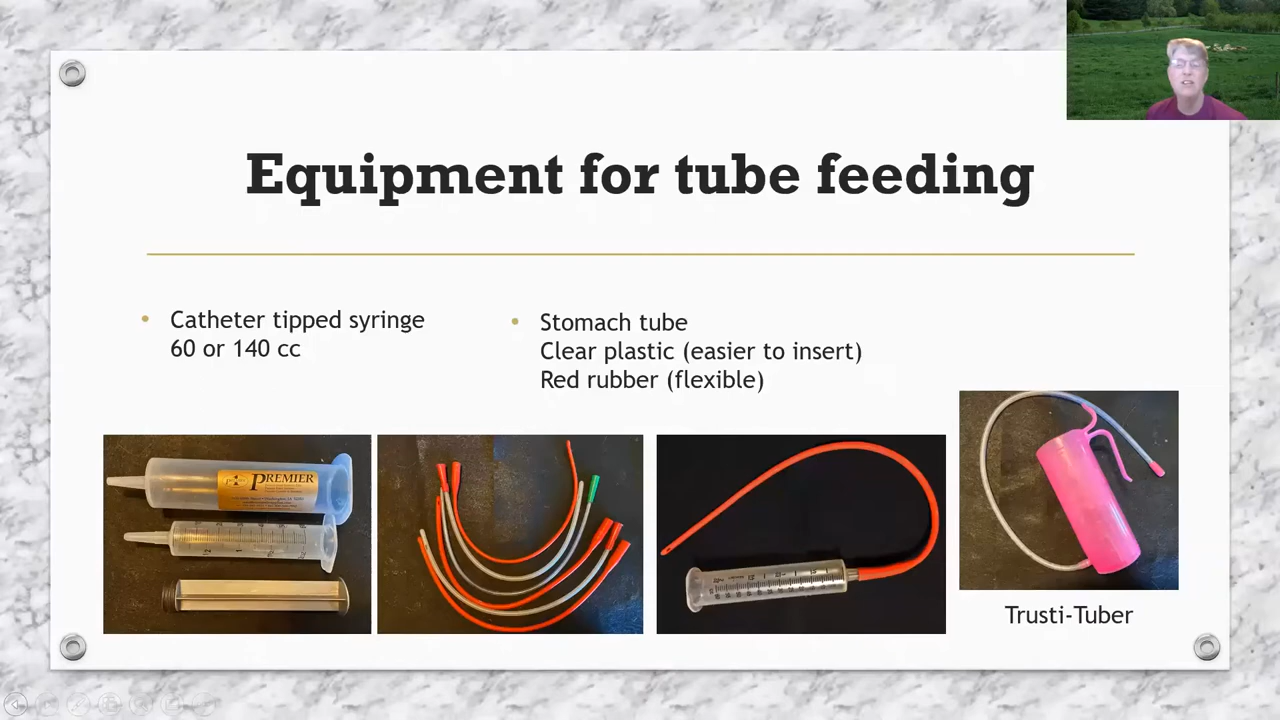 Equipment for tube feeding
• Catheter tipped syringe
60 or 140 cc
• Stomach tube
Clear plastic (easier to insert)
Red rubber (flexible)
PREMIER
Trusti-Tuber